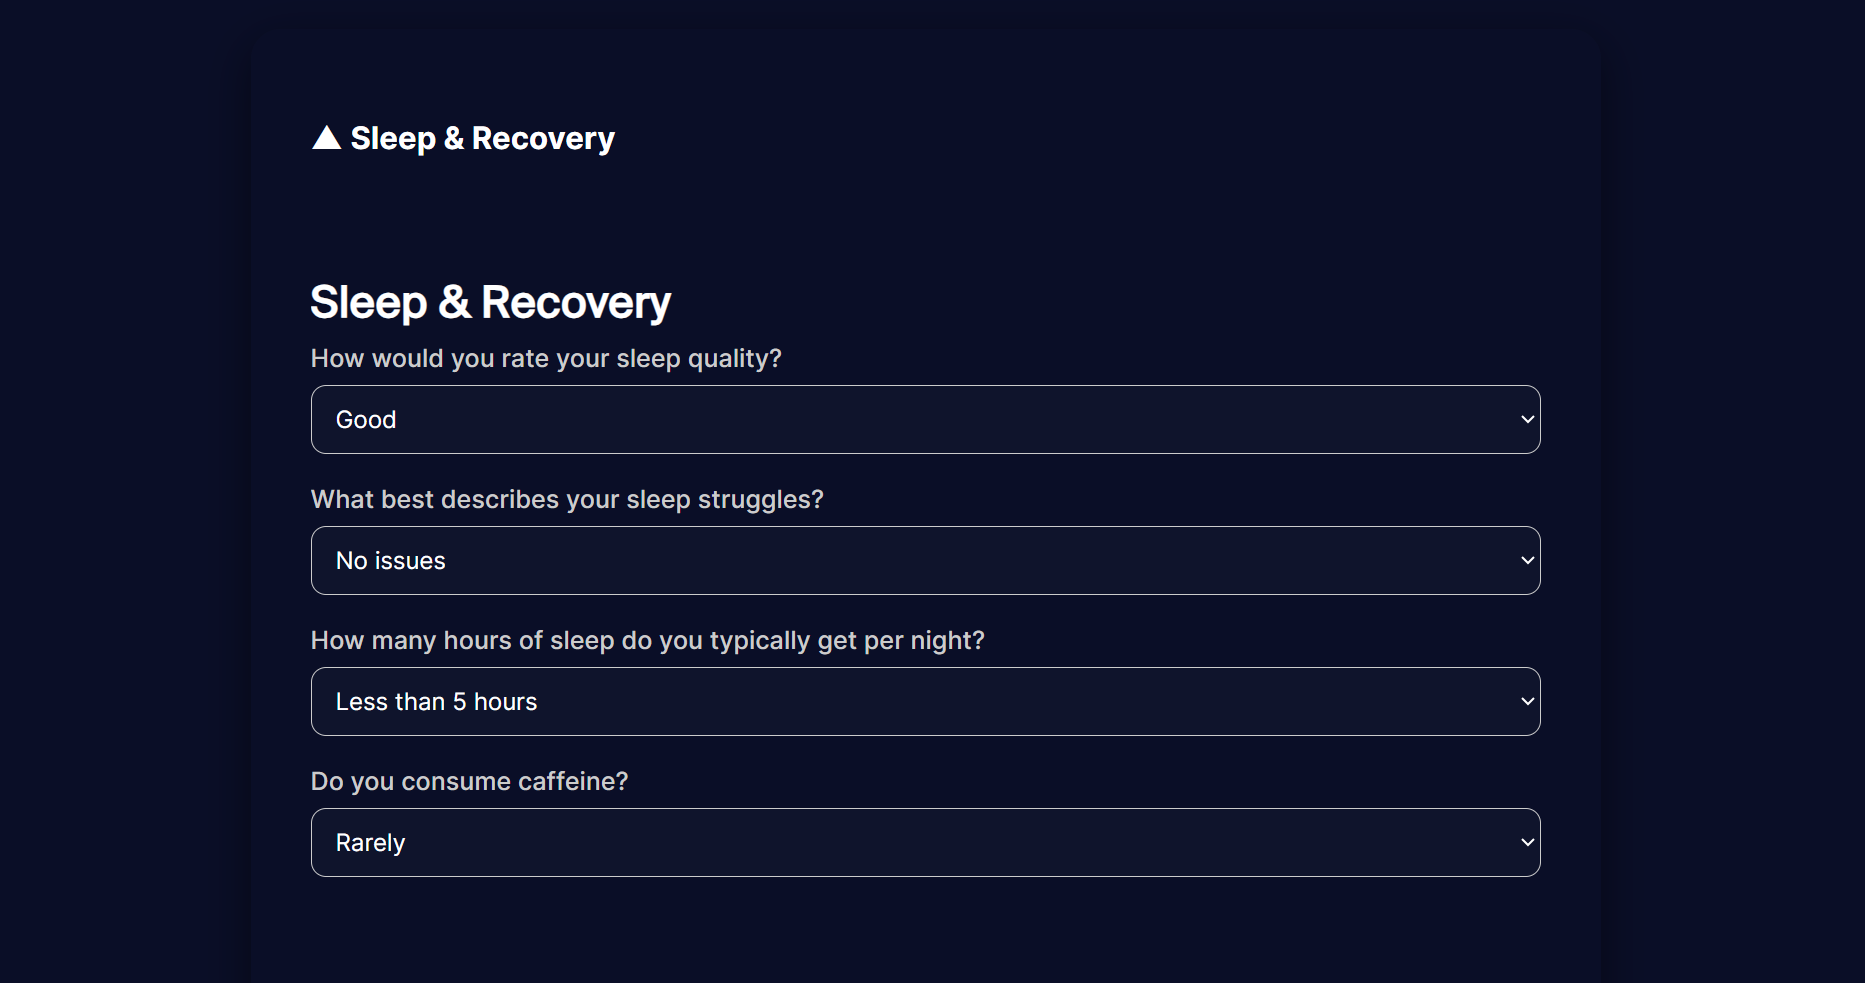 ▲ Sleep & Recovery
Sleep & Recovery
How would you rate your sleep quality?
Good
What best describes your sleep struggles?
No issues
How many hours of sleep do you typically get per night?
Less than 5 hours
Do you consume caffeine?
Rarely